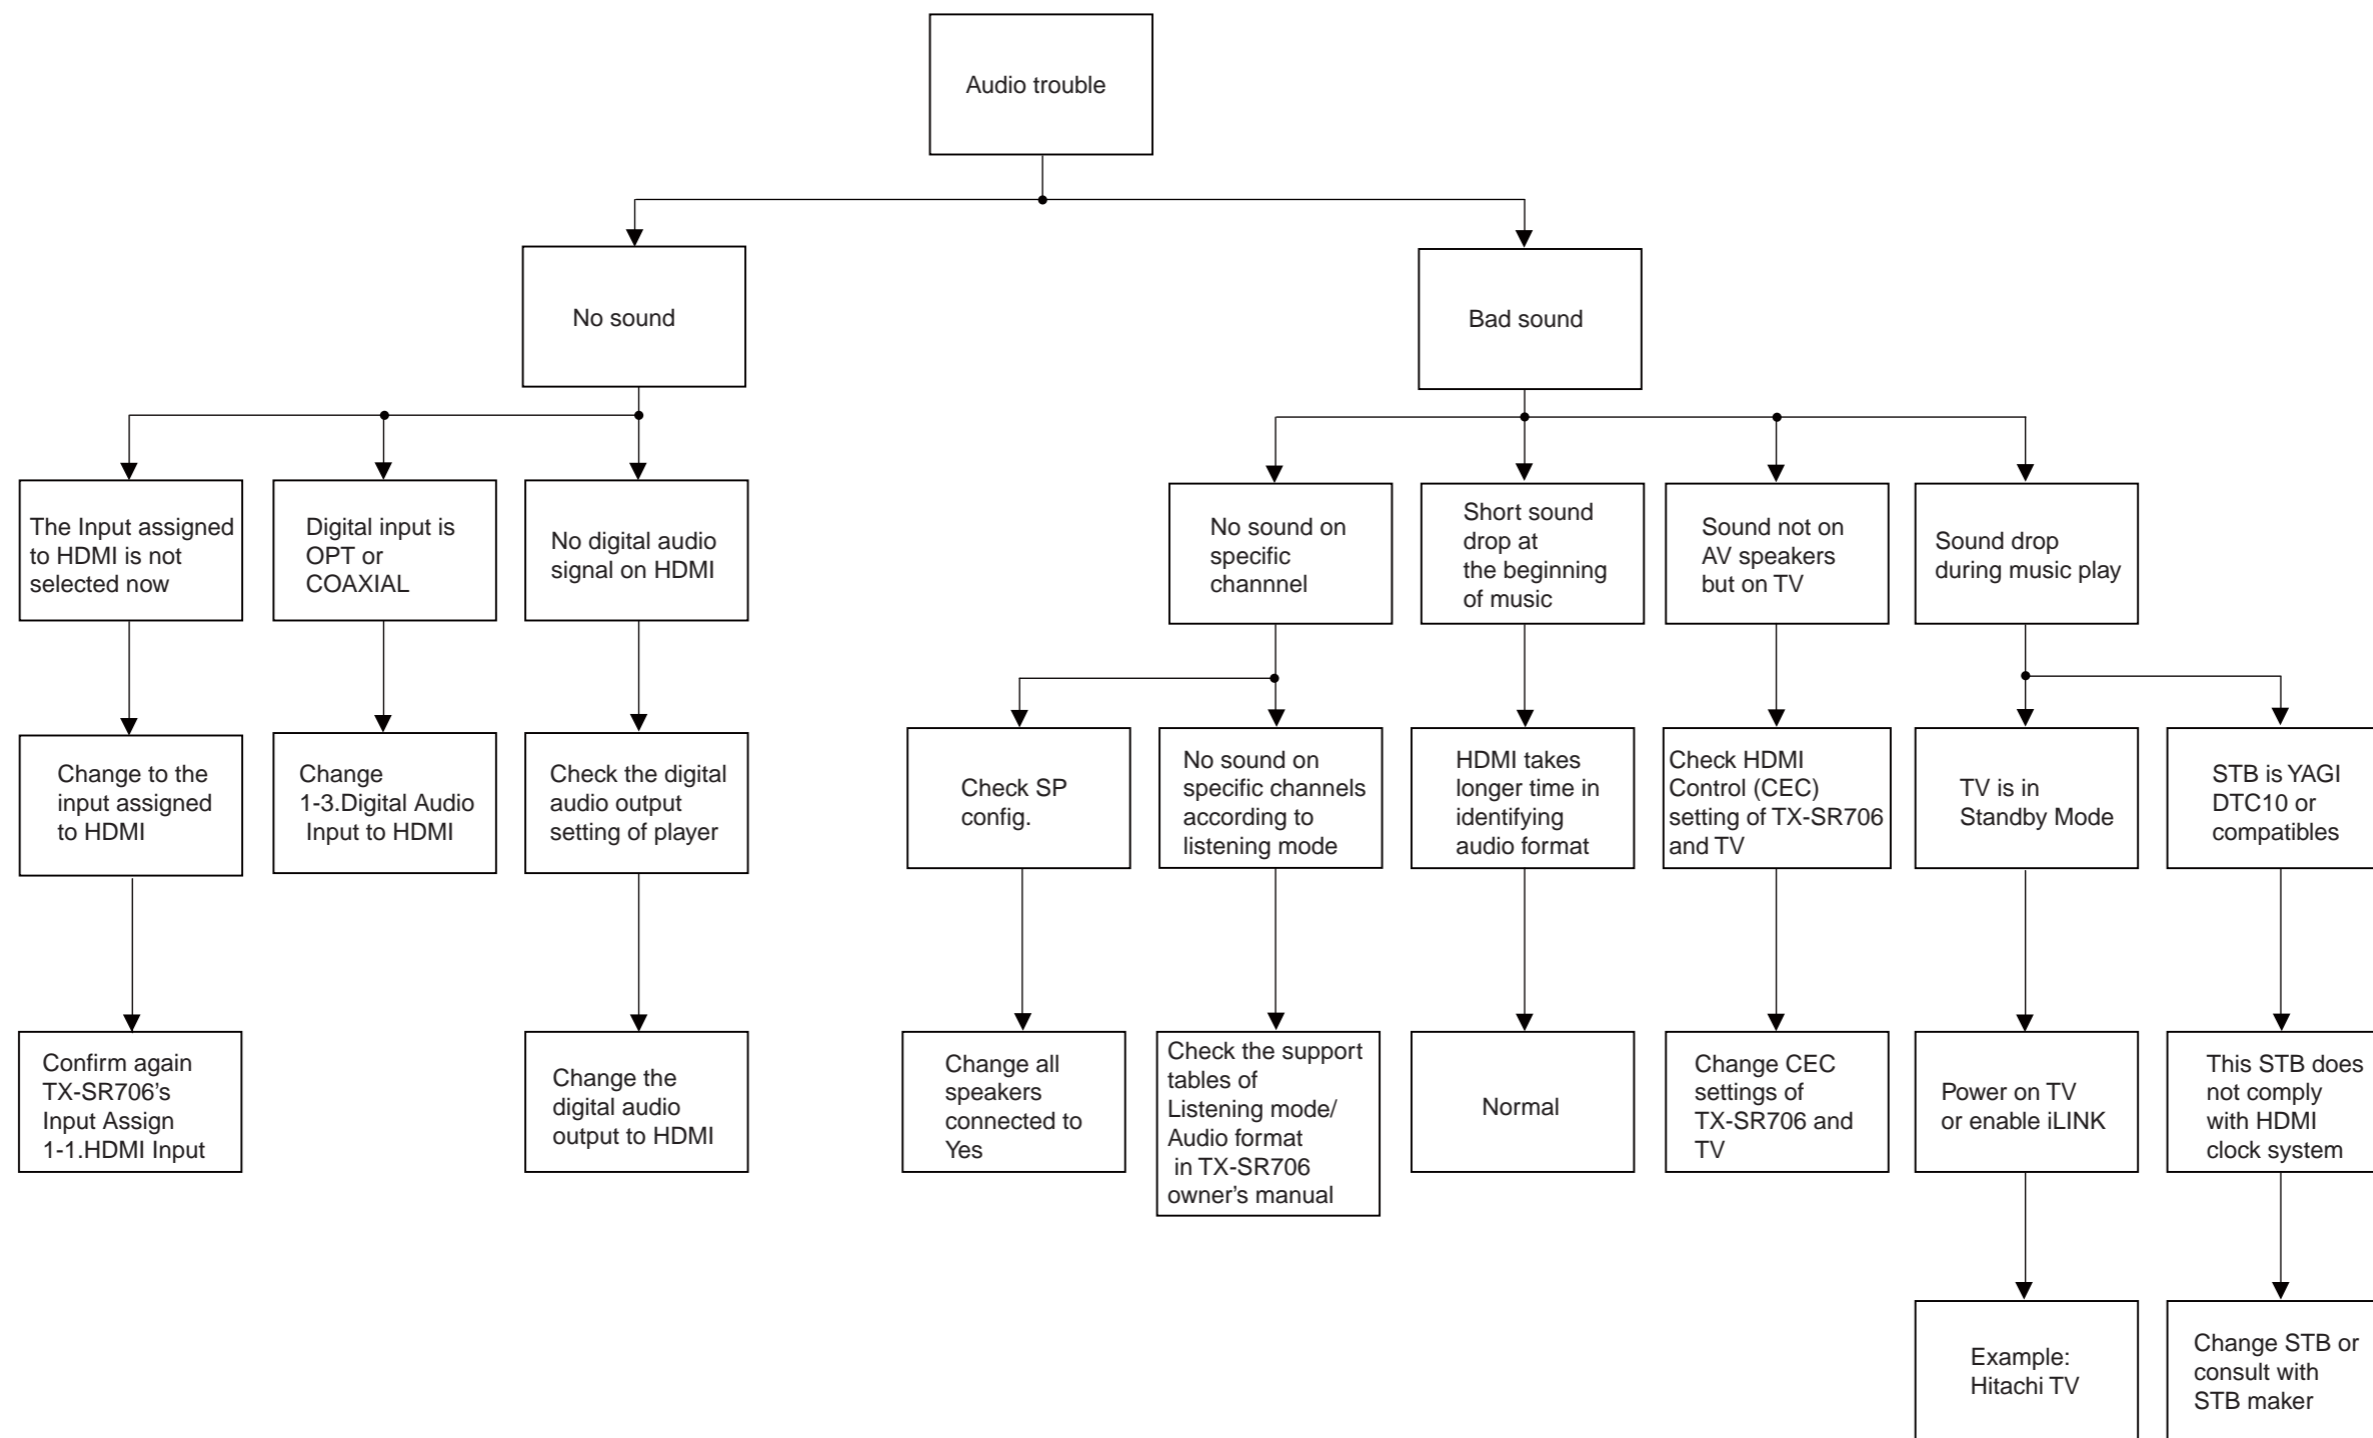 Audio trouble
No sound
Bad sound
The Input assigned
to HDMI is not
selected now
Digital input is
OPT or
COAXIAL
No digital audio
signal on HDMI
No sound on
specific
channnel
Short sound
drop at
the beginning
of music
Sound not on
AV speakers
but on TV
Sound drop
during music play
Change to the
input assigned
to HDMI
Change
1-3.Digital Audio
Input to HDMI
Check the digital
audio output
setting of player
Check SP
config.
No sound on
specific channels
according to
listening mode
HDMI takes
longer time in
identifying
audio format
Check HDMI
Control (CEC)
setting of TX-SR706
and TV
TV is in
Standby Mode
STB is YAGI
DTC10 or
compatibles
Confirm again
TX-SR706’s
Input Assign
1-1.HDMI Input
Change the
digital audio
output to HDMI
Change all
speakers
connected to
Yes
Check the support
tables of
Listening mode/
Audio format
in TX-SR706
owner’s manual
Normal
Change CEC
settings of
TX-SR706 and
TV
Power on TV
or enable iLINK
This STB does
not comply
with HDMI
clock system
Example:
Hitachi TV
Change STB or
consult with
STB maker